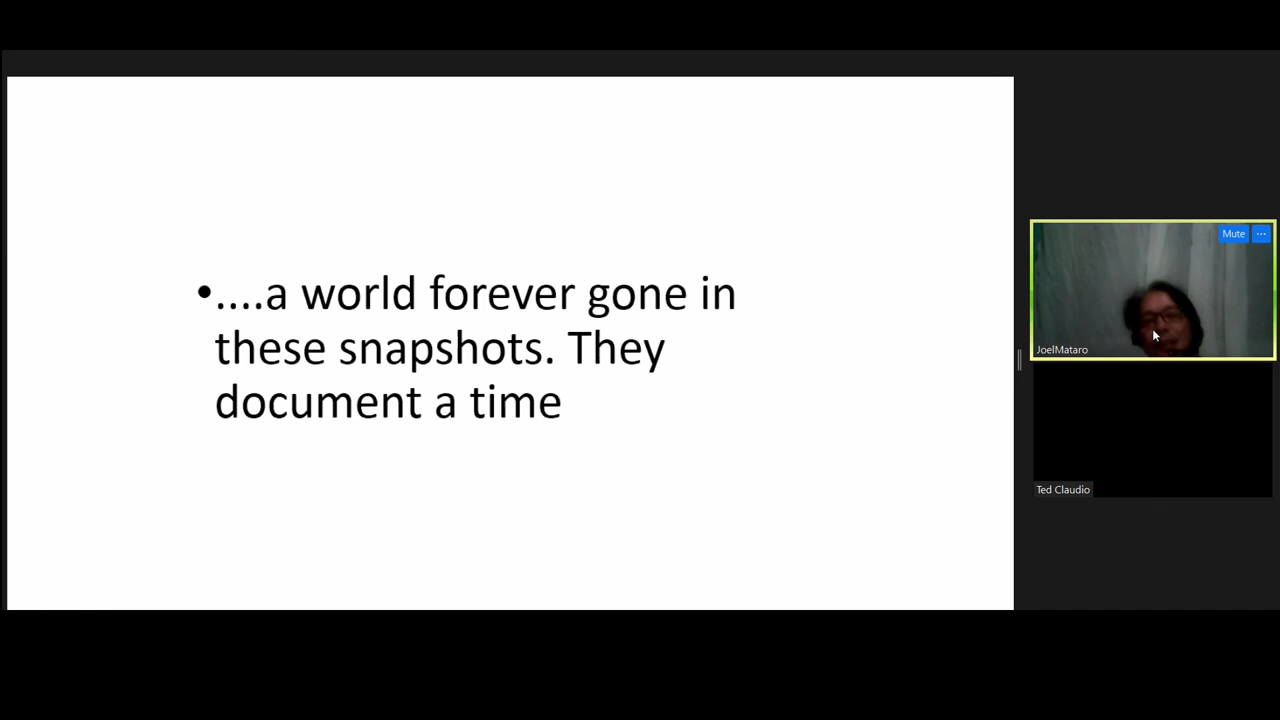 •....a world forever gone in
these snapshots. They
document a time
Mute ...
JoelMataro
Ted Claudio